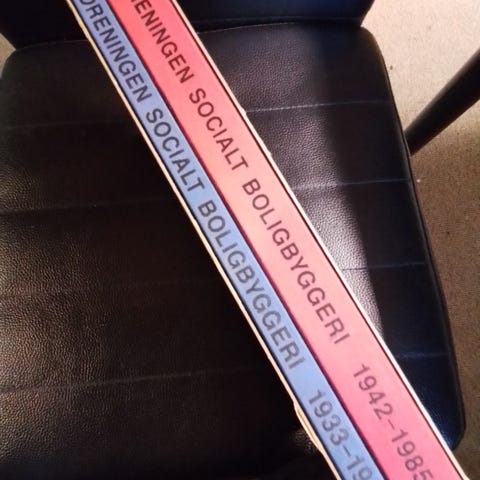 ORENINGEN SOCIALT BOLIGBYGGERI 1933-19
ENINGEN SOCIALT BOLIGBYGGERI 1942-1985